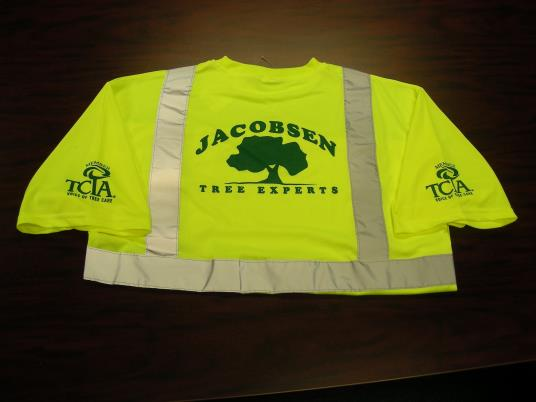 JACOBSEN
TREE EXPERTS
MEMBER
TCIA
VOICE OF TREE CARE
MEMBER
TCIA
VOICE OF TREE CARE